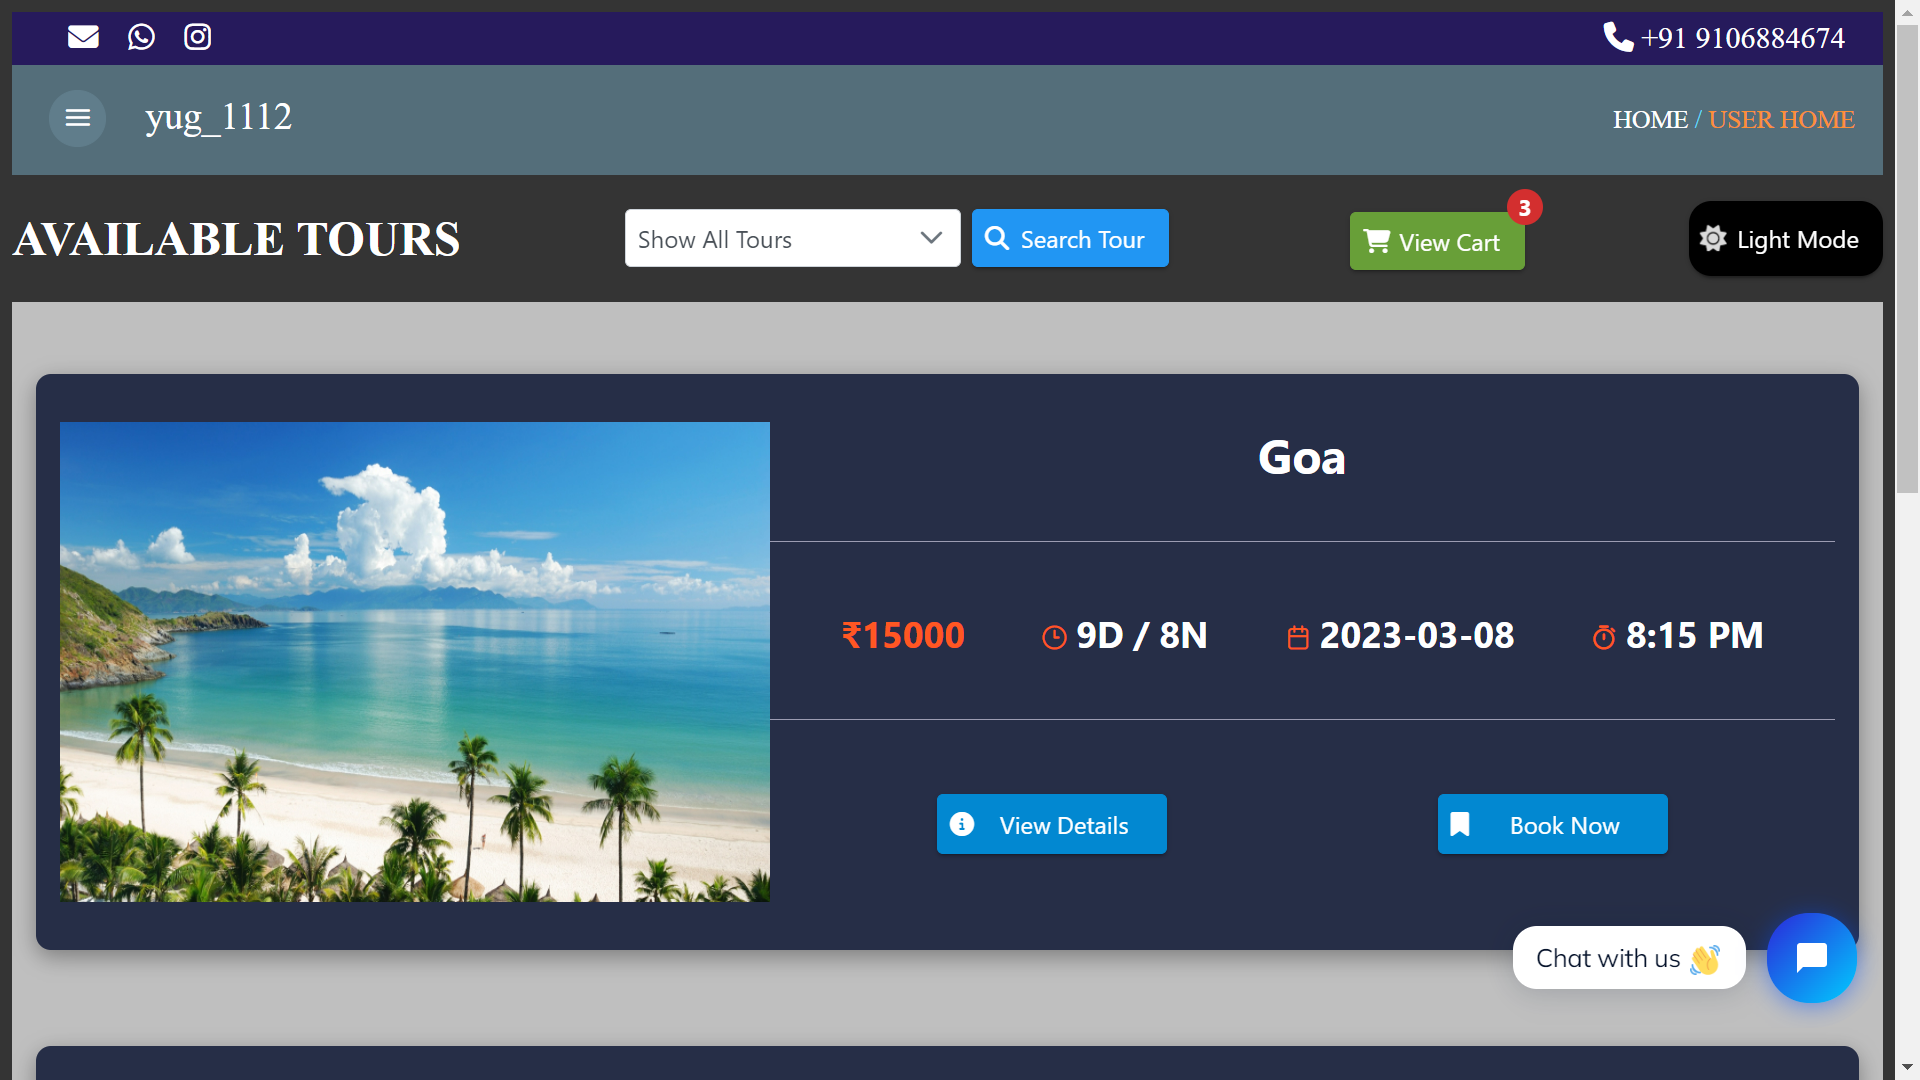 +91 9106884674
yug_1112
HOME / USER HOME
AVAILABLE TOURS
Show All Tours
Search Tour
View Cart
3
Light Mode
Goa
₹15000
9D / 8N
2023-03-08
8:15 PM
View Details
Book Now
Chat with us 👋